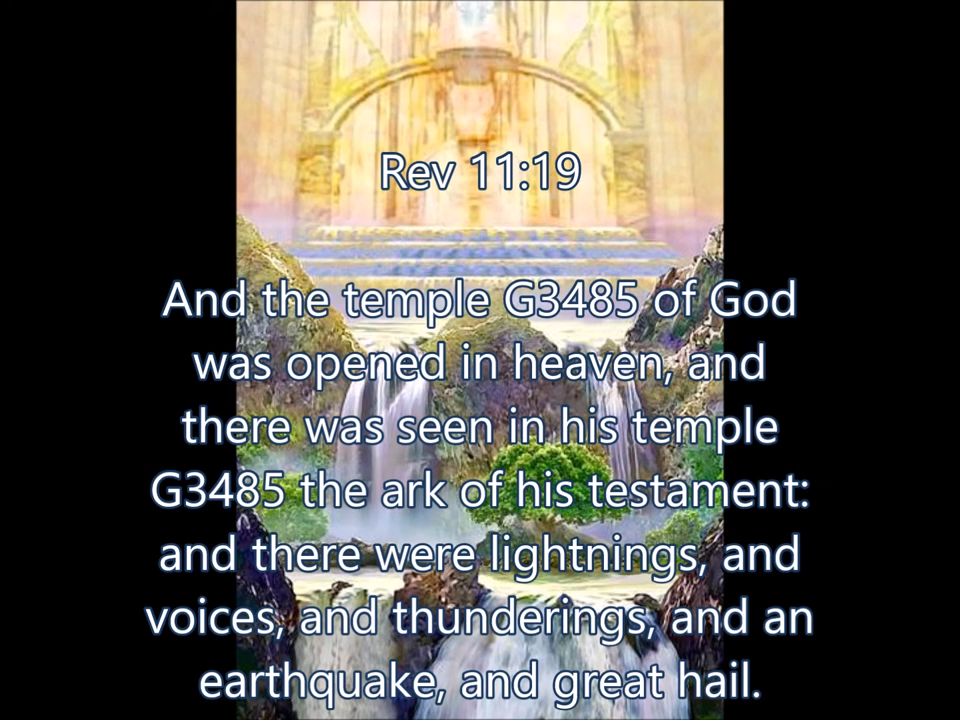 Rev 11:19
And the temple G3485 of God
was opened in heaven, and
there was seen in his temple
G3485 the ark of his testament:
and there were lightnings, and
voices, and thunderings, and an
earthquake, and great hail.